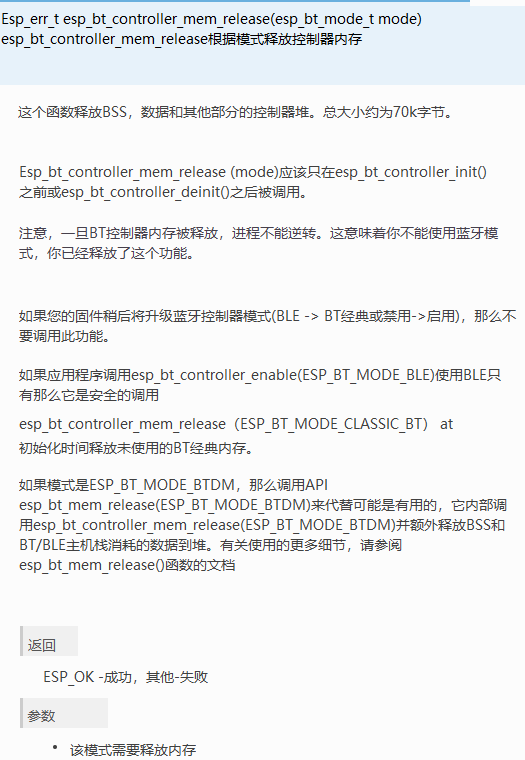 Esp_err_t esp_bt_controller_mem_release(esp_bt_mode_t mode)
esp_bt_controller_mem_release根据模式释放控制器内存
这个函数释放BSS，数据和其他部分的控制器堆。总大小约为70k字节。
Esp_bt_controller_mem_release (mode)应该只在esp_bt_controller_init()
之前或esp_bt_controller_deinit()之后被调用。
注意，一旦BT控制器内存被释放，进程不能逆转。这意味着你不能使用蓝牙模
式，你已经释放了这个功能。
如果您的固件稍后将升级蓝牙控制器模式(BLE -> BT经典或禁用->启用)，那么不
要调用此功能。
如果应用程序调用esp_bt_controller_enable(ESP_BT_MODE_BLE)使用BLE只
有那么它是安全的调用
esp_bt_controller_mem_release（ESP_BT_MODE_CLASSIC_BT） at
初始化时间释放未使用的BT经典内存。
如果模式是ESP_BT_MODE_BTDM，那么调用API
esp_bt_mem_release(ESP_BT_MODE_BTDM)来代替可能是有用的，它内部调
用esp_bt_controller_mem_release(ESP_BT_MODE_BTDM)并额外释放BSS和
BT/BLE主机栈消耗的数据到堆。有关使用的更多细节，请参阅
esp_bt_mem_release()函数的文档
返回
ESP_OK -成功，其他-失败
参数
• 该模式需要释放内存